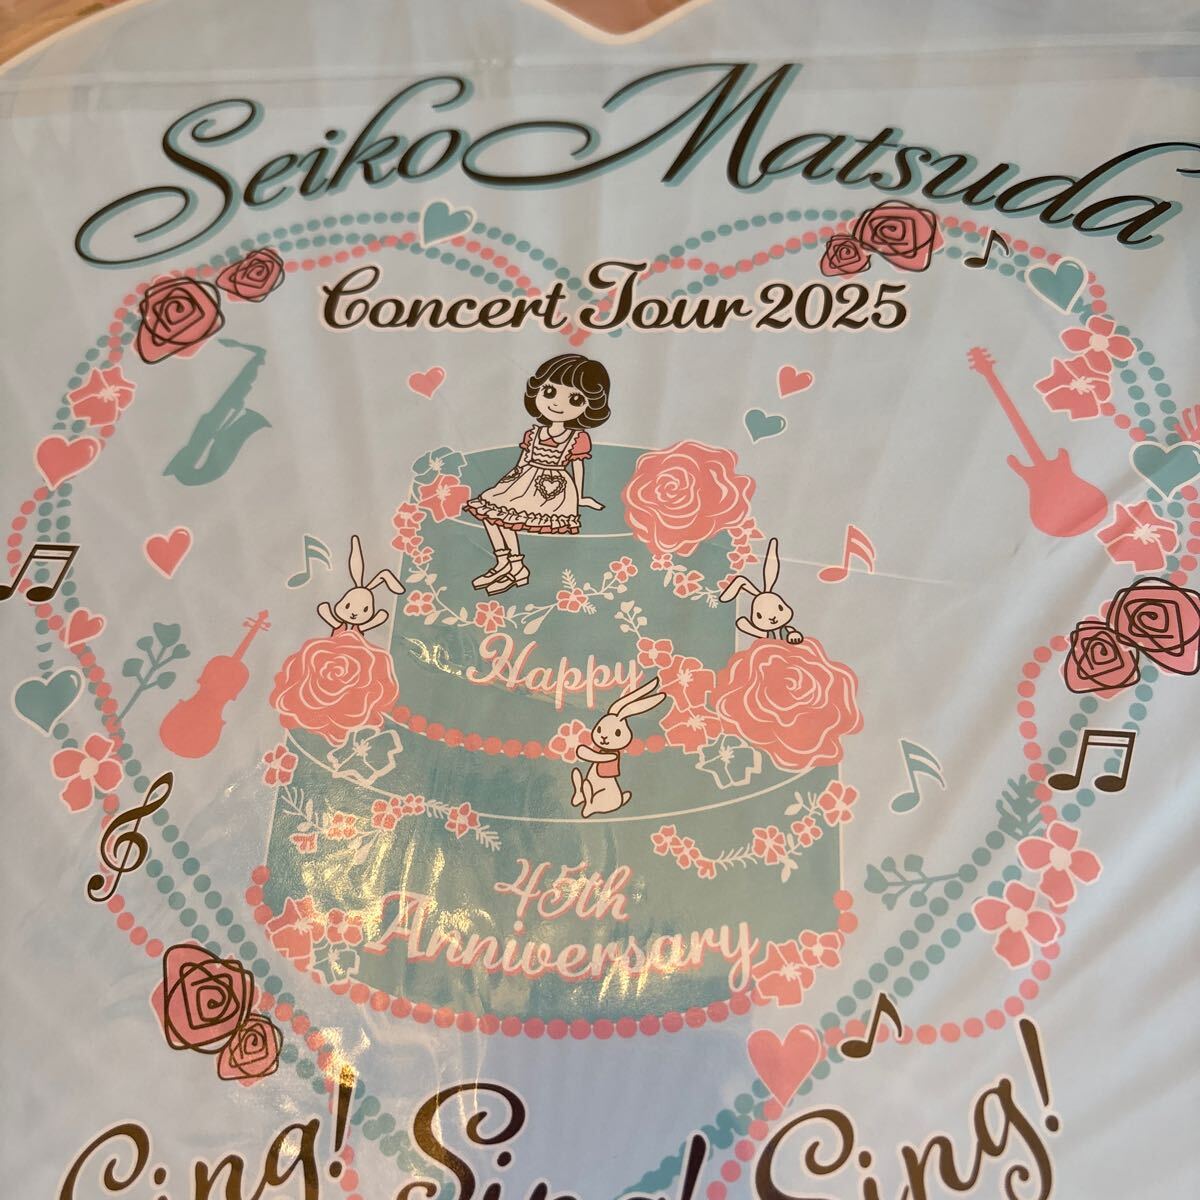 Seiko Matsuda
Concert Tour 2025
Happy
45th
Anniversary
Sing! Sing! Sing!